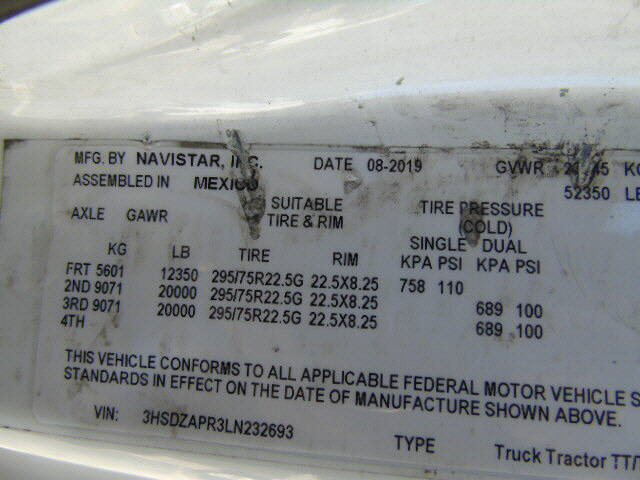 MFG. BY NAVISTAR, INC. DATE 08-2019 GVWR KG
ASSEMBLED IN MEXICO 52350 LB
AXLE GAWR SUITABLE TIRE PRESSURE
TIRE & RIM (COLD)
SINGLE DUAL
KG LB TIRE RIM KPA PSI KPA PSI
FRT 5601 12350 295/75R22.5G 22.5X8.25 758 110
2ND 9071 20000 295/75R22.5G 22.5X8.25 689 100
3RD 9071 20000 295/75R22.5G 22.5X8.25 689 100
4TH
THIS VEHICLE CONFORMS TO ALL APPLICABLE FEDERAL MOTOR VEHICLE S
STANDARDS IN EFFECT ON THE DATE OF MANUFACTURE SHOWN ABOVE.
VIN: 3HSDZAPR3LN232693
TYPE Truck Tractor TT/T